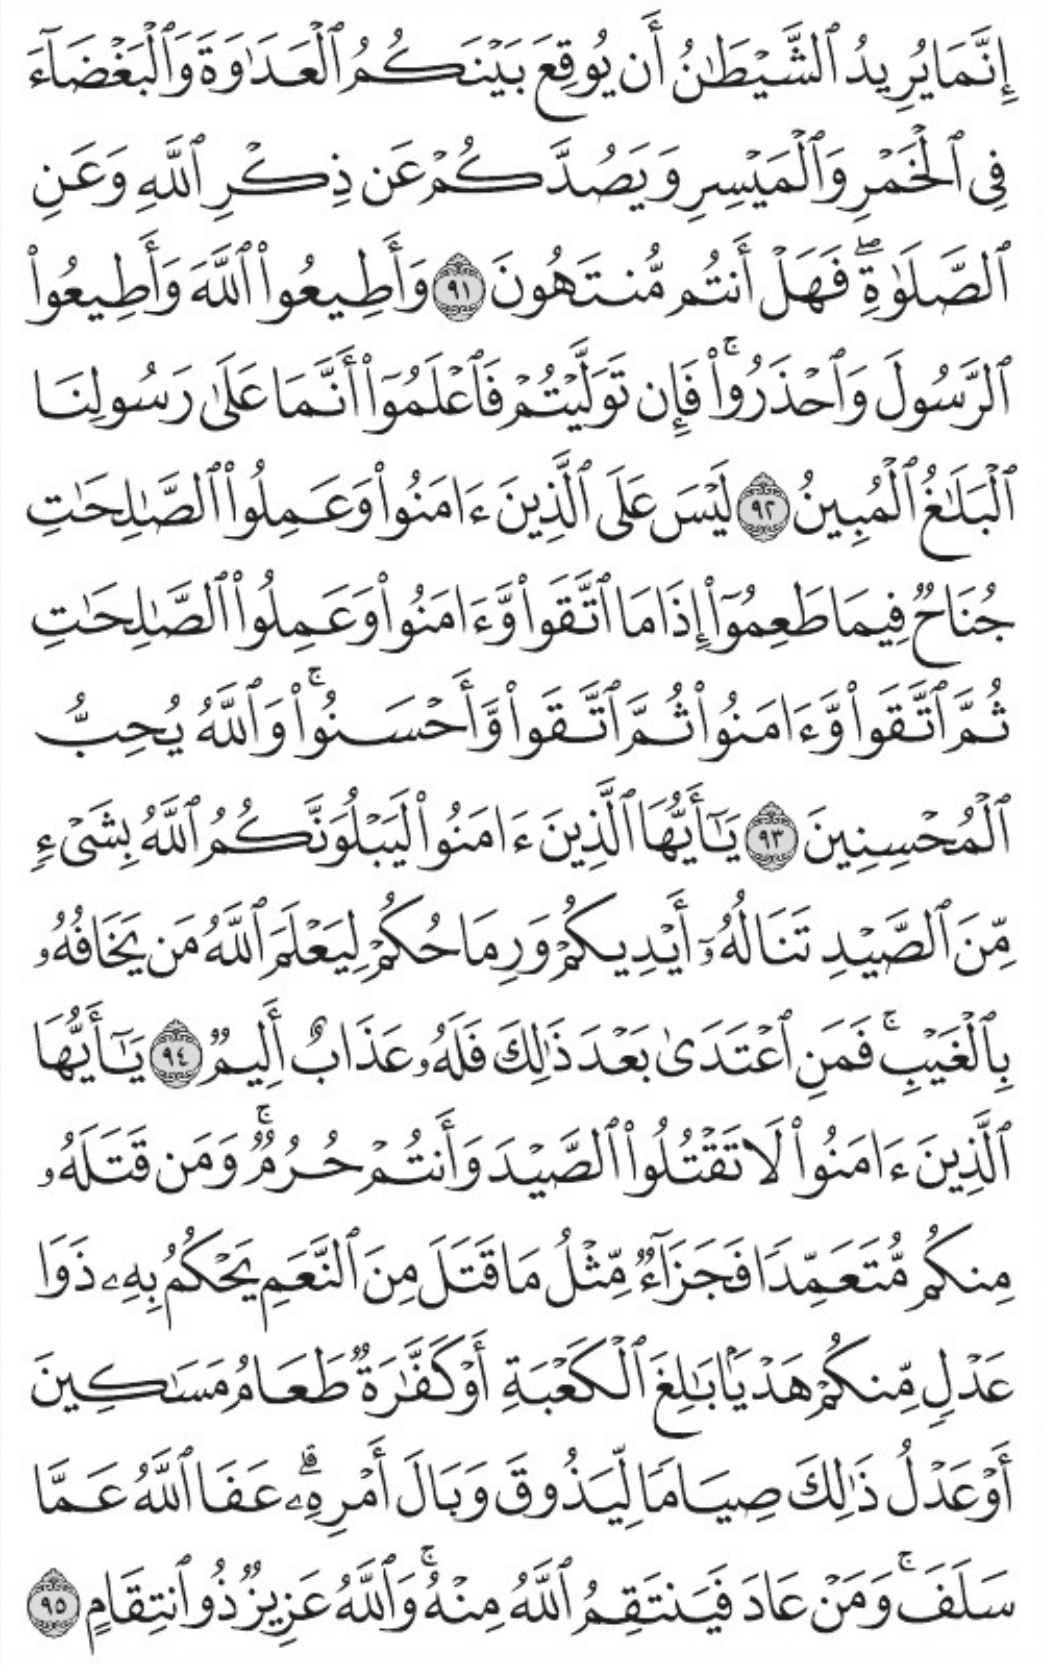 إِنَّمَا يُرِيدُ ٱلشَّيْطَٰنُ أَن يُوقِعَ بَيْنَكُمُ ٱلْعَدَٰوَةَ وَٱلْبَغْضَآءَ
فِى ٱلْخَمْرِ وَٱلْمَيْسِرِ وَيَصُدَّكُمْ عَن ذِكْرِ ٱللَّهِ وَعَنِ
ٱلصَّلَوٰةِ ۖ فَهَلْ أَنتُم مُّنتَهُونَ ٩١ وَأَطِيعُوا۟ ٱللَّهَ وَأَطِيعُوا۟
ٱلرَّسُولَ وَٱحْذَرُوا۟ ۚ فَإِن تَوَلَّيْتُمْ فَٱعْلَمُوٓا۟ أَنَّمَا عَلَىٰ رَسُولِنَا
ٱلْبَلَٰغُ ٱلْمُبِينُ ٩٢ لَيْسَ عَلَى ٱلَّذِينَ ءَامَنُوا۟ وَعَمِلُوا۟ ٱلصَّٰلِحَٰتِ
جُنَاحٌ فِيمَا طَعِمُوٓا۟ إِذَا مَا ٱتَّقَوا۟ وَّءَامَنُوا۟ وَعَمِلُوا۟ ٱلصَّٰلِحَٰتِ
ثُمَّ ٱتَّقَوا۟ وَّءَامَنُوا۟ ثُمَّ ٱتَّقَوا۟ وَّأَحْسَنُوا۟ ۚ وَٱللَّهُ يُحِبُّ
ٱلْمُحْسِنِينَ ٩٣ يَٰٓأَيُّهَا ٱلَّذِينَ ءَامَنُوا۟ لَيَبْلُوَنَّكُمُ ٱللَّهُ بِشَىْءٍ
مِّنَ ٱلصَّيْدِ تَنَالُهُۥٓ أَيْدِيكُمْ وَرِمَاحُكُمْ لِيَعْلَمَ ٱللَّهُ مَن يَخَافُهُۥ
بِٱلْغَيْبِ ۚ فَمَنِ ٱعْتَدَىٰ بَعْدَ ذَٰلِكَ فَلَهُۥ عَذَابٌ أَلِيمٌ ٩٤ يَٰٓأَيُّهَا
ٱلَّذِينَ ءَامَنُوا۟ لَا تَقْتُلُوا۟ ٱلصَّيْدَ وَأَنتُمْ حُرُمٌ ۚ وَمَن قَتَلَهُۥ
مِنكُم مُّتَعَمِّدًا فَجَزَآءٌ مِّثْلُ مَا قَتَلَ مِنَ ٱلنَّعَمِ يَحْكُمُ بِهِۦ ذَوَا
عَدْلٍ مِّنكُمْ هَدْيًۢا بَٰلِغَ ٱلْكَعْبَةِ أَوْ كَفَّٰرَةٌ طَعَامُ مَسَٰكِينَ
أَوْ عَدْلُ ذَٰلِكَ صِيَامًا لِّيَذُوقَ وَبَالَ أَمْرِهِۦ ۗ عَفَا ٱللَّهُ عَمَّا
سَلَفَ ۚ وَمَنْ عَادَ فَيَنتَقِمُ ٱللَّهُ مِنْهُ ۚ وَٱللَّهُ عَزِيزٌ ذُو ٱنتِقَامٍ ٩٥